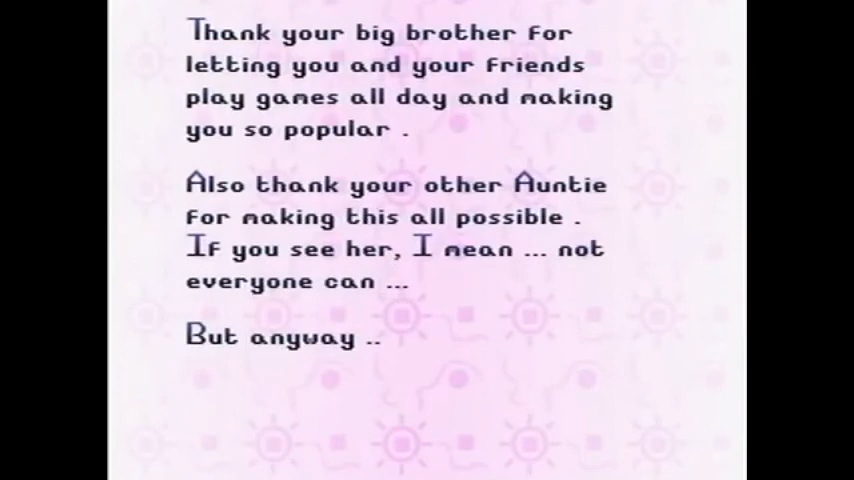 Thank your big brother for
letting you and your friends
play games all day and making
you so popular .
Also thank your other Auntie
for making this all possible .
If you see her, I mean ... not
everyone can ...
But anyway ..